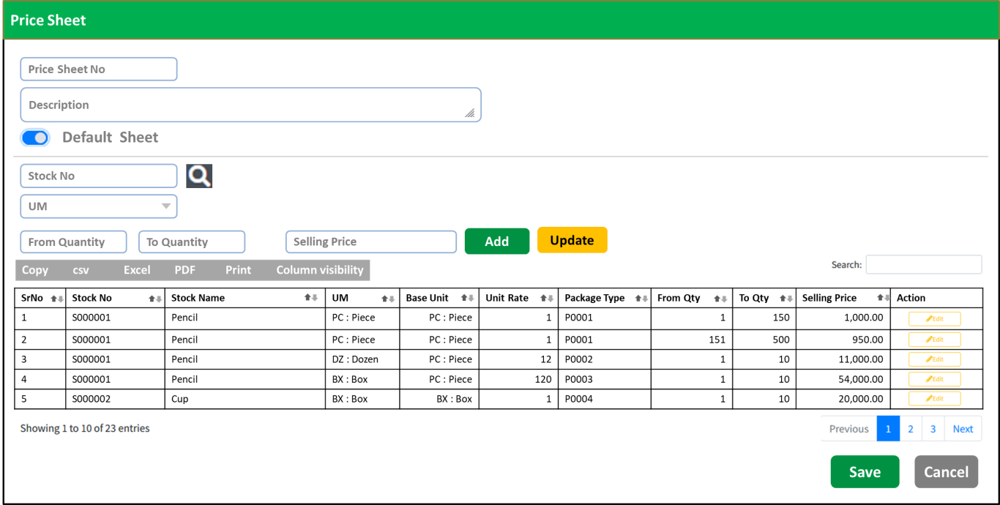 Price Sheet
Price Sheet No
Description
Default Sheet
Stock No
UM
From Quantity To Quantity Selling Price Add Update
Copy csv Excel PDF Print Column visibility Search:
SrNo Stock No Stock Name UM Base Unit Unit Rate Package Type From Qty To Qty Selling Price Action
1 S000001 Pencil PC : Piece PC : Piece 1 P0001 1 150 1,000.00 Edit
2 S000001 Pencil PC : Piece PC : Piece 1 P0001 151 500 950.00 Edit
3 S000001 Pencil DZ : Dozen PC : Piece 12 P0002 1 10 11,000.00 Edit
4 S000001 Pencil BX : Box PC : Piece 120 P0003 1 10 54,000.00 Edit
5 S000002 Cup BX : Box BX : Box 1 P0004 1 10 20,000.00 Edit
Showing 1 to 10 of 23 entries Previous 1 2 3 Next
Save Cancel